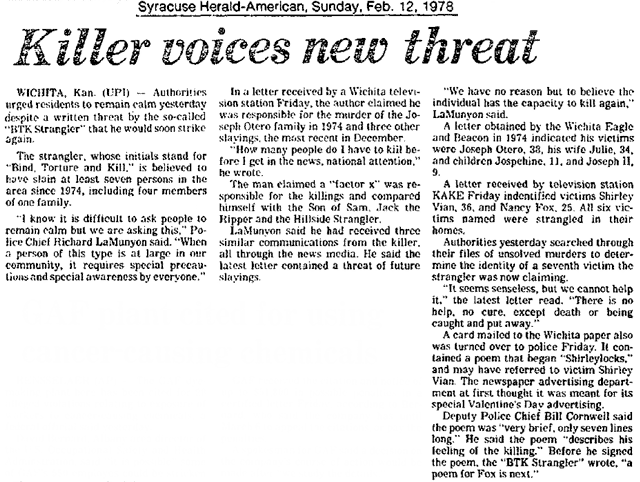 Syracuse Herald-American, Sunday, Feb. 12, 1978
Killer voices new threat
WICHITA, Kan. (UPI) — Authorities
urged residents to remain calm yesterday
despite a written threat by the so-called
"BTK Strangler" that he would soon strike
again.
The strangler, whose initials stand for
"Bind, Torture and Kill," is believed to
have slain at least seven persons in the
area since 1974, including four members
of one family.
"I know it is difficult to ask people to
remain calm but we are asking this," Po-
lice Chief Richard LaMunyon said. "When
a person of this type is at large in our
community, it requires special precau-
tions and special awareness by everyone."
In a letter received by a Wichita televi-
sion station Friday, the author claimed he
was responsible for the murder of the Jo-
seph Otero family in 1974 and three other
slayings, the most recent in December.
"How many people do I have to kill be-
fore I get in the news, national attention,"
he wrote.
The man claimed a "factor x" was re-
sponsible for the killings and compared
himself with the Son of Sam, Jack the
Ripper and the Hillside Strangler.
LaMunyon said he had received three
similar communications from the killer,
all through the news media. He said the
latest letter contained a threat of future
slayings.
"We have no reason but to believe the
individual has the capacity to kill again,"
LaMunyon said.
A letter obtained by the Wichita Eagle
and Beacon in 1974 indicated his victims
were Joseph Otero, 38, his wife Julie, 34,
and children Josephine, 11, and Joseph II,
9.
A letter received by television station
KAKE Friday indentified victims Shirley
Vian, 36, and Nancy Fox, 25. All six vic-
tims named were strangled in their
homes.
Authorities yesterday searched through
their files of unsolved murders to deter-
mine the identity of a seventh victim the
strangler was now claiming.
"It seems senseless, but we cannot help
it," the latest letter read. "There is no
help, no cure, except death or being
caught and put away."
A card mailed to the Wichita paper also
was turned over to police Friday. It con-
tained a poem that began "Shirleylocks,"
and may have referred to victim Shirley
Vian. The newspaper advertising depart-
ment at first thought it was meant for its
special Valentine's Day advertising.
Deputy Police Chief Bill Cornwell said
the poem was "very brief, only seven lines
long." He said the poem "describes his
feeling of the killing." Before he signed
the poem, the "BTK Strangler" wrote, "a
poem for Fox is next."